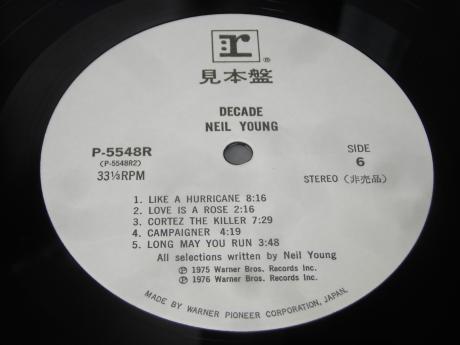 r
®
見本盤
DECADE
NEIL YOUNG
P-5548R
(P-5548R2)
33⅓RPM
SIDE
6
STEREO (非売品)
1. LIKE A HURRICANE 8:16
2. LOVE IS A ROSE 2:16
3. CORTEZ THE KILLER 7:29
4. CAMPAIGNER 4:19
5. LONG MAY YOU RUN 3:48
All selections written by Neil Young
℗ 1975 Warner Bros. Records Inc.
℗ 1976 Warner Bros. Records Inc.
MADE BY WARNER PIONEER CORPORATION, JAPAN.